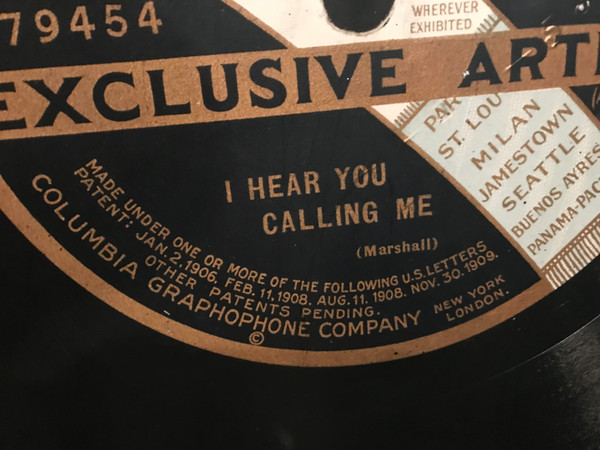 79454
WHEREVER
EXHIBITED
EXCLUSIVE ARTI
PAR
ST. LOU
MILAN
JAMESTOWN
SEATTLE
BUENOS AYRES
PANAMA-PAC
I HEAR YOU
CALLING ME
(Marshall)
MADE UNDER ONE OR MORE OF THE FOLLOWING U.S. LETTERS
PATENT: JAN. 2, 1906, FEB. 11, 1908. AUG. 11. 1908. NOV. 30. 1909.
OTHER PATENTS PENDING.
COLUMBIA GRAPHOPHONE COMPANY NEW YORK
LONDON.
©